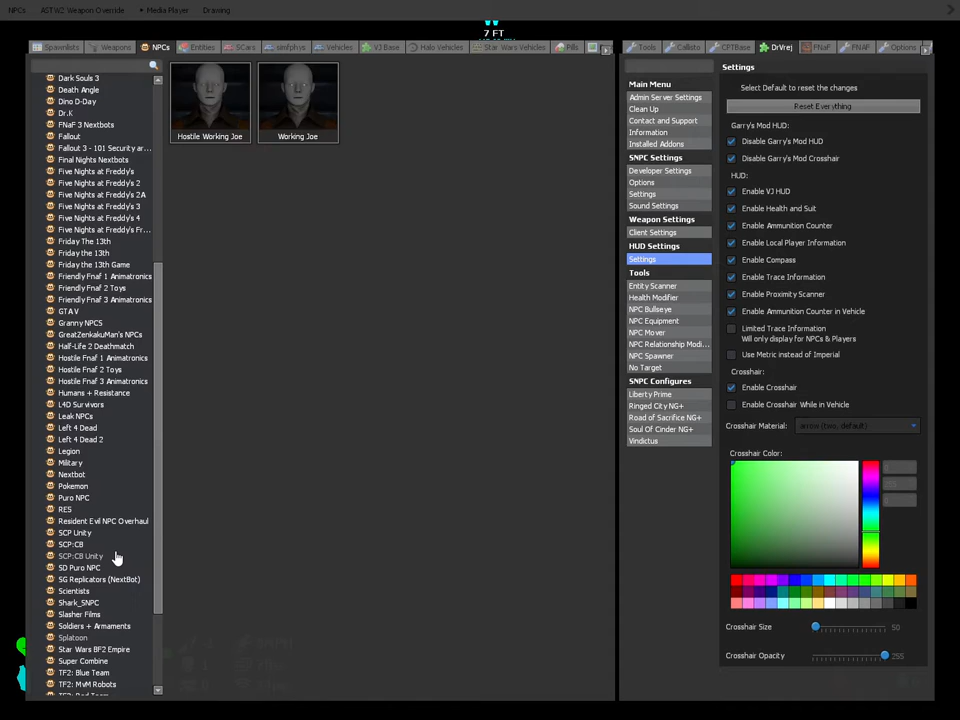 NPCs ASTW2 Weapon Override • Media Player Drawing
7 FT
Spawnlists Weapons NPCs Entities SCars simfphys Vehicles VJ Base Halo Vehicles Star Wars Vehicles Pills
Tools Callisto CPTBase DrVrej FNaF FNAF Options
Dark Souls 3
Death Angle
Dino D-Day
Dr.K
FNaF 3 Nextbots
Fallout
Fallout 3 - 101 Security ar...
Final Nights Nextbots
Five Nights at Freddy's
Five Nights at Freddy's 2
Five Nights at Freddy's 2A
Five Nights at Freddy's 3
Five Nights at Freddy's 4
Five Nights at Freddy's Fr...
Friday The 13th
Friday the 13th
Friday the 13th Game
Friendly Fnaf 1 Animatronics
Friendly Fnaf 2 Toys
Friendly Fnaf 3 Animatronics
GTA V
Granny NPCS
GreatZenkakuMan's NPCs
Half-Life 2 Deathmatch
Hostile Fnaf 1 Animatronics
Hostile Fnaf 2 Toys
Hostile Fnaf 3 Animatronics
Humans + Resistance
L4D Survivors
Leak NPCs
Left 4 Dead
Left 4 Dead 2
Legion
Military
Nextbot
Pokemon
Puro NPC
RE5
Resident Evil NPC Overhaul
SCP Unity
SCP:CB
SCP:CB Unity
SD Puro NPC
SG Replicators (NextBot)
Scientists
Shark_SNPC
Slasher Films
Soldiers + Armaments
Splatoon
Star Wars BF2 Empire
Super Combine
TF2: Blue Team
TF2: MvM Robots
Hostile Working Joe
Working Joe
Main Menu
Admin Server Settings
Clean Up
Contact and Support
Information
Installed Addons
SNPC Settings
Developer Settings
Options
Settings
Sound Settings
Weapon Settings
Client Settings
HUD Settings
Settings
Tools
Entity Scanner
Health Modifier
NPC Bullseye
NPC Equipment
NPC Mover
NPC Relationship Modi...
NPC Spawner
No Target
SNPC Configures
Liberty Prime
Ringed City NG+
Road of Sacrifice NG+
Soul Of Cinder NG+
Vindictus
Settings
Select Default to reset the changes
Reset Everything
Garry's Mod HUD:
Disable Garry's Mod HUD
Disable Garry's Mod Crosshair
HUD:
Enable VJ HUD
Enable Health and Suit
Enable Ammunition Counter
Enable Local Player Information
Enable Compass
Enable Trace Information
Enable Proximity Scanner
Enable Ammunition Counter in Vehicle
Limited Trace Information
Will only display for NPCs & Players
Use Metric instead of Imperial
Crosshair:
Enable Crosshair
Enable Crosshair While in Vehicle
Crosshair Material: arrow (two, default)
Crosshair Color:
0
255
0
Crosshair Size 50
Crosshair Opacity 255